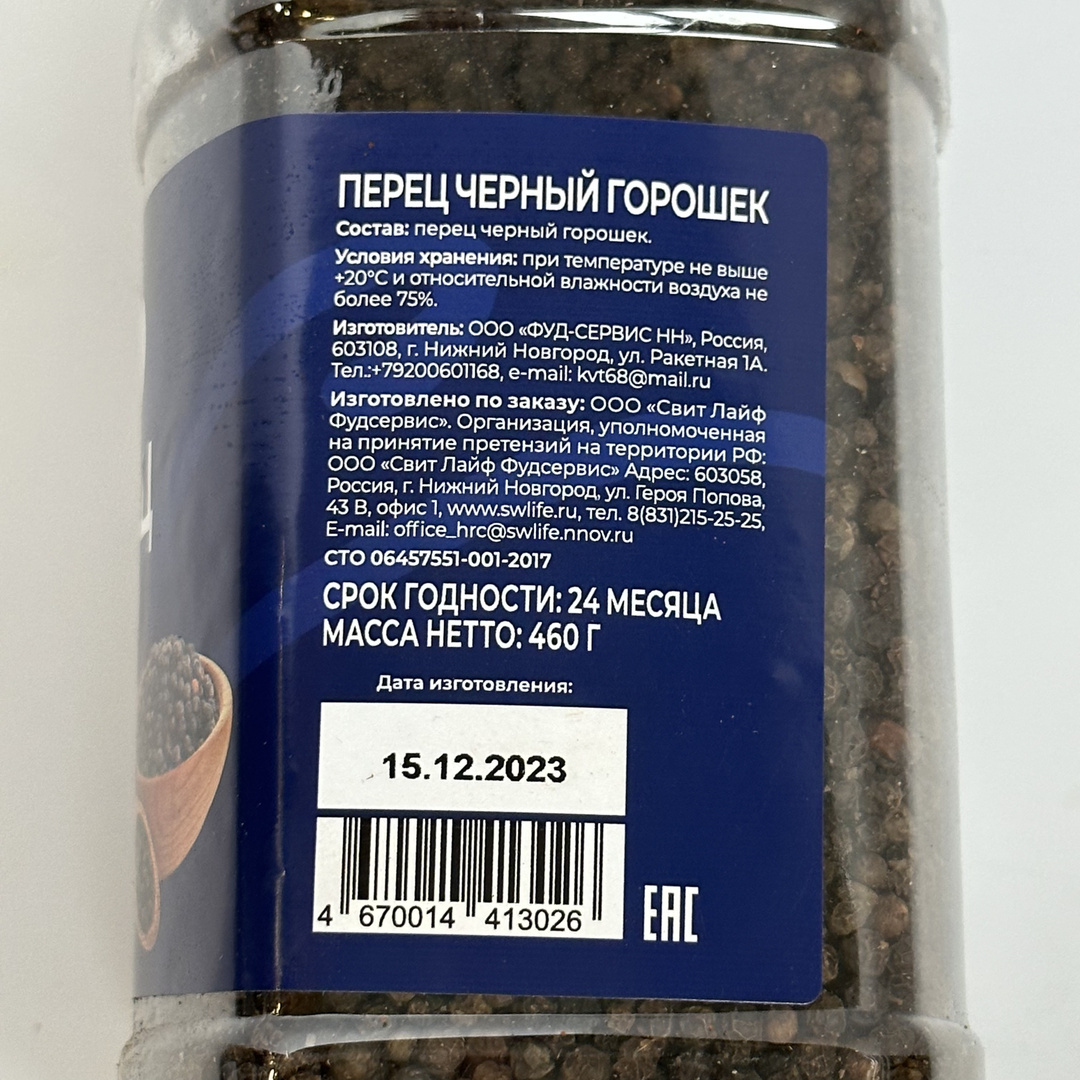 ПЕРЕЦ ЧЕРНЫЙ ГОРОШЕК
Состав: перец черный горошек.
Условия хранения: при температуре не выше
+20°С и относительной влажности воздуха не
более 75%.
Изготовитель: ООО «ФУД-СЕРВИС НН», Россия,
603108, г. Нижний Новгород, ул. Ракетная 1А.
Тел.:+79200601168, e-mail: kvt68@mail.ru
Изготовлено по заказу: ООО «Свит Лайф
Фудсервис». Организация, уполномоченная
на принятие претензий на территории РФ:
ООО «Свит Лайф Фудсервис» Адрес: 603058,
Россия, г. Нижний Новгород, ул. Героя Попова,
43 В, офис 1, www.swlife.ru, тел. 8(831)215-25-25,
E-mail: office_hrc@swlife.nnov.ru
СТО 06457551-001-2017
СРОК ГОДНОСТИ: 24 МЕСЯЦА
МАССА НЕТТО: 460 Г
Дата изготовления:
15.12.2023
4 670014 413026
EAC